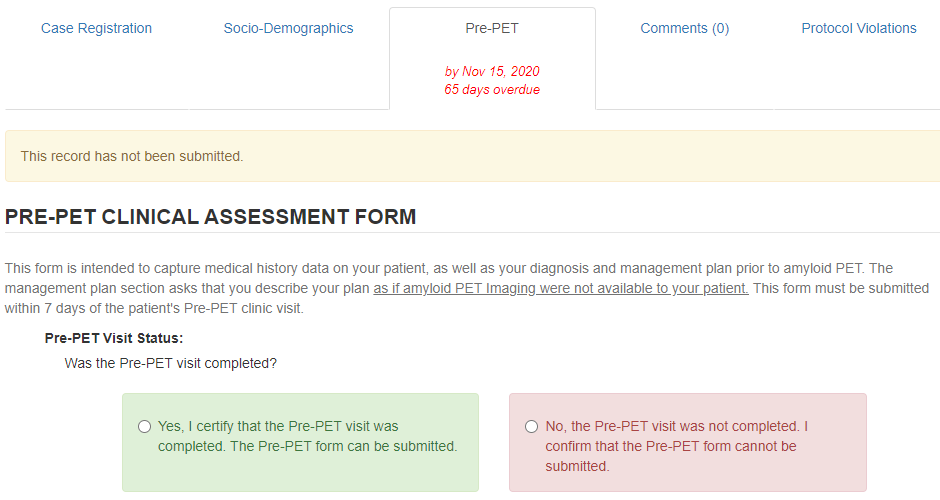 Case Registration
Socio-Demographics
Pre-PET
by Nov 15, 2020
65 days overdue
Comments (0)
Protocol Violations
This record has not been submitted.
PRE-PET CLINICAL ASSESSMENT FORM
This form is intended to capture medical history data on your patient, as well as your diagnosis and management plan prior to amyloid PET. The
management plan section asks that you describe your plan as if amyloid PET Imaging were not available to your patient. This form must be submitted
within 7 days of the patient's Pre-PET clinic visit.
Pre-PET Visit Status:
Was the Pre-PET visit completed?
Yes, I certify that the Pre-PET visit was
completed. The Pre-PET form can be submitted.
No, the Pre-PET visit was not completed. I
confirm that the Pre-PET form cannot be
submitted.